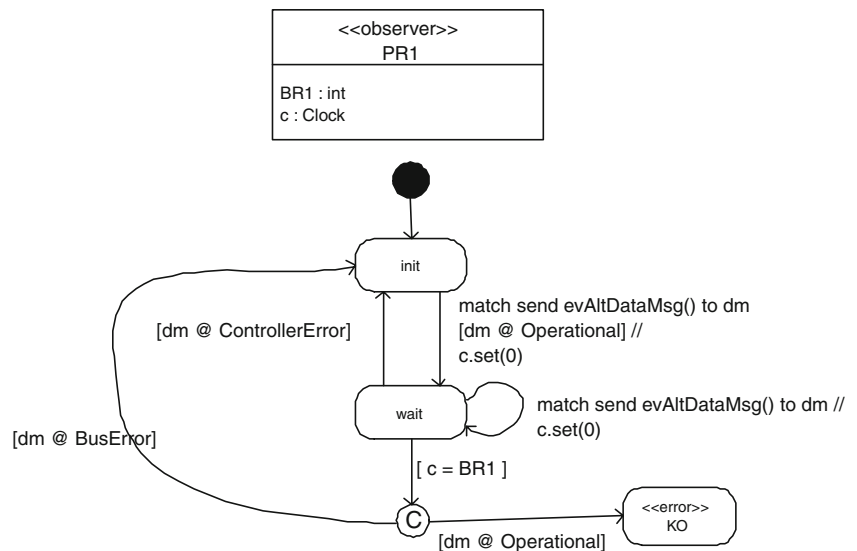 <<observer>>
PR1
BR1 : int
c : Clock
init
match send evAltDataMsg() to dm
[dm @ Operational] //
c.set(0)
[dm @ ControllerError]
wait
match send evAltDataMsg() to dm //
c.set(0)
[dm @ BusError]
[ c = BR1 ]
C
<<error>>
KO
[dm @ Operational]